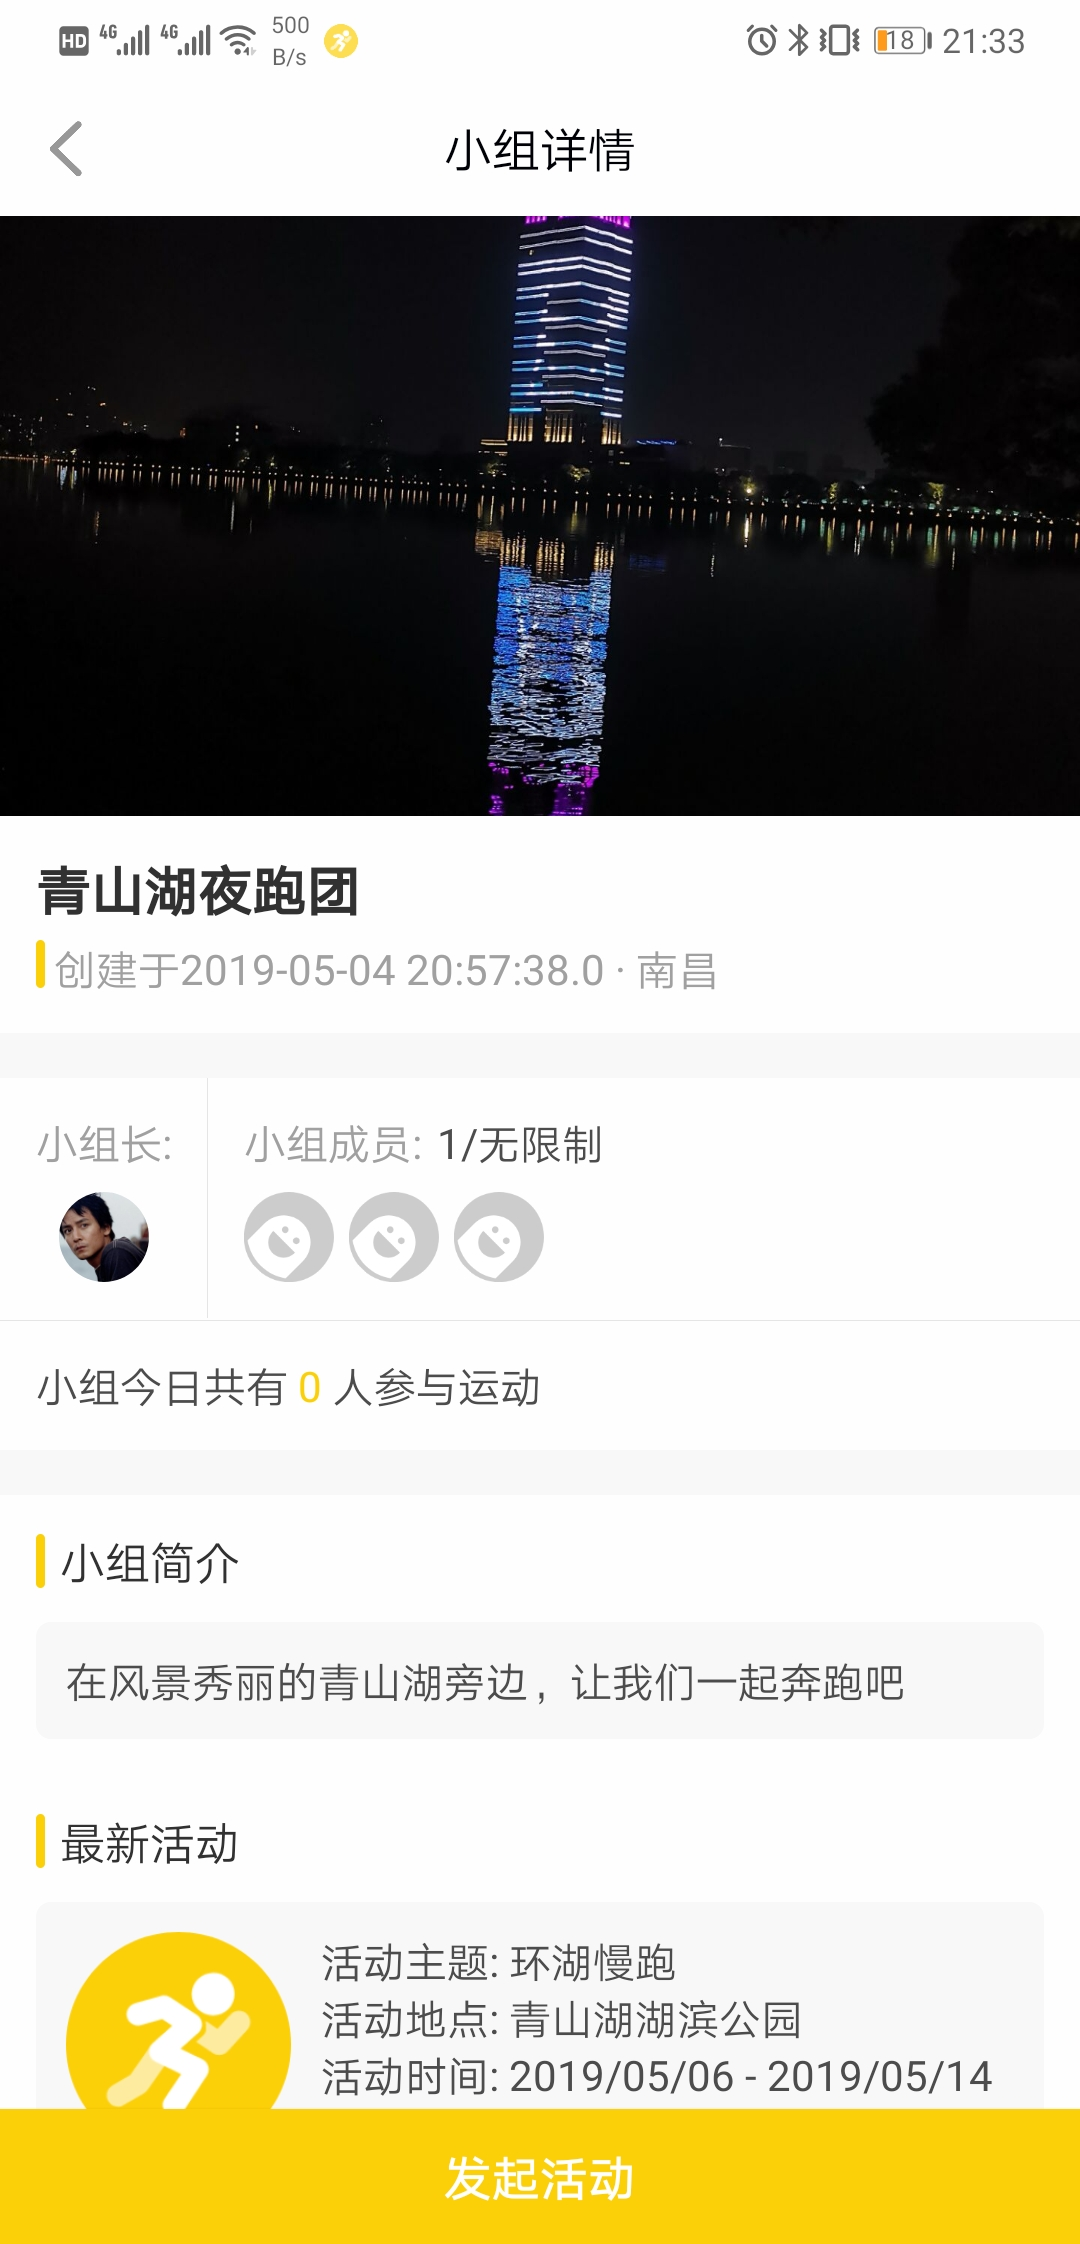 HD 4G 4G 500 B/s 18 21:33
小组详情
青山湖夜跑团
创建于2019-05-04 20:57:38.0 · 南昌
小组长: 小组成员: 1/无限制
小组今日共有 0 人参与运动
小组简介
在风景秀丽的青山湖旁边，让我们一起奔跑吧
最新活动
活动主题: 环湖慢跑
活动地点: 青山湖湖滨公园
活动时间: 2019/05/06 - 2019/05/14
发起活动